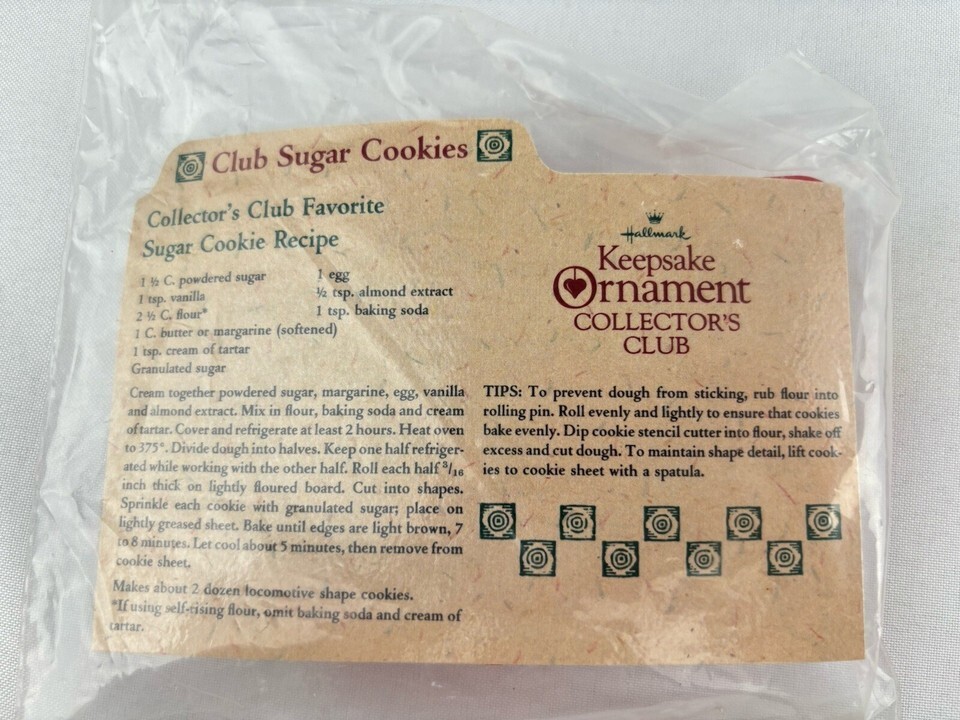 Club Sugar Cookies
Collector's Club Favorite
Sugar Cookie Recipe
1 ½ C. powdered sugar
1 tsp. vanilla
2 ½ C. flour*
1 C. butter or margarine (softened)
1 tsp. cream of tartar
Granulated sugar
1 egg
½ tsp. almond extract
1 tsp. baking soda
Cream together powdered sugar, margarine, egg, vanilla
and almond extract. Mix in flour, baking soda and cream
of tartar. Cover and refrigerate at least 2 hours. Heat oven
to 375°. Divide dough into halves. Keep one half refriger-
ated while working with the other half. Roll each half 3/16
inch thick on lightly floured board. Cut into shapes.
Sprinkle each cookie with granulated sugar; place on
lightly greased sheet. Bake until edges are light brown, 7
to 8 minutes. Let cool about 5 minutes, then remove from
cookie sheet.
Makes about 2 dozen locomotive shape cookies.
*If using self-rising flour, omit baking soda and cream of
tartar.
Hallmark
Keepsake
Ornament
COLLECTOR'S
CLUB
TIPS: To prevent dough from sticking, rub flour into
rolling pin. Roll evenly and lightly to ensure that cookies
bake evenly. Dip cookie stencil cutter into flour, shake off
excess and cut dough. To maintain shape detail, lift cook-
ies to cookie sheet with a spatula.